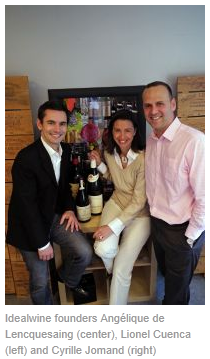 Idealwine founders Angélique de
Lencquesaing (center), Lionel Cuenca
(left) and Cyrille Jomand (right)